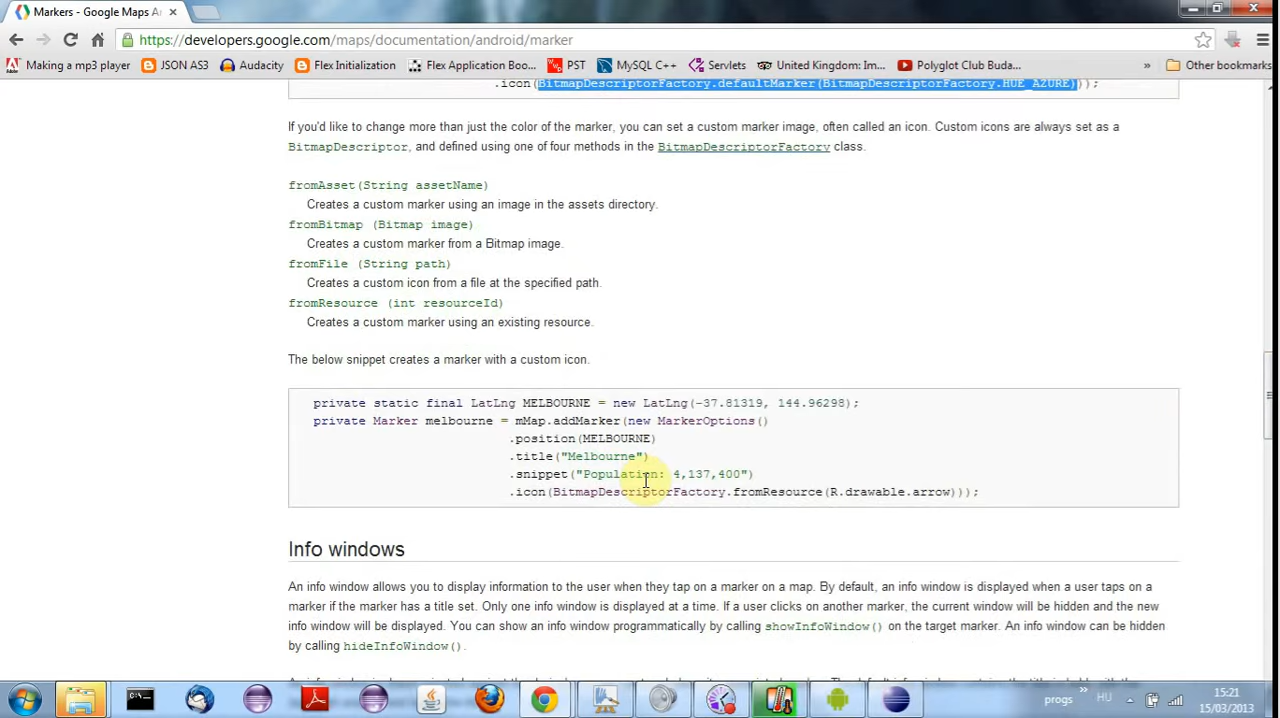 Markers - Google Maps A
https://developers.google.com/maps/documentation/android/marker
Making a mp3 player
JSON AS3
Audacity
Flex Initialization
Flex Application Boo...
PST
MySQL C++
Servlets
United Kingdom: Im...
Polyglot Club Buda...
»
Other bookmarks
.icon(BitmapDescriptorFactory.defaultMarker(BitmapDescriptorFactory.HUE_AZURE)));
If you'd like to change more than just the color of the marker, you can set a custom marker image, often called an icon. Custom icons are always set as a
BitmapDescriptor, and defined using one of four methods in the BitmapDescriptorFactory class.
fromAsset(String assetName)
Creates a custom marker using an image in the assets directory.
fromBitmap (Bitmap image)
Creates a custom marker from a Bitmap image.
fromFile (String path)
Creates a custom icon from a file at the specified path.
fromResource (int resourceId)
Creates a custom marker using an existing resource.
The below snippet creates a marker with a custom icon.
private static final LatLng MELBOURNE = new LatLng(-37.81319, 144.96298);
private Marker melbourne = mMap.addMarker(new MarkerOptions()
.position(MELBOURNE)
.title("Melbourne")
.snippet("Population: 4,137,400")
.icon(BitmapDescriptorFactory.fromResource(R.drawable.arrow)));
Info windows
An info window allows you to display information to the user when they tap on a marker on a map. By default, an info window is displayed when a user taps on a
marker if the marker has a title set. Only one info window is displayed at a time. If a user clicks on another marker, the current window will be hidden and the new
info window will be displayed. You can show an info window programmatically by calling showInfoWindow() on the target marker. An info window can be hidden
by calling hideInfoWindow().
progs
»
HU
15:21
15/03/2013